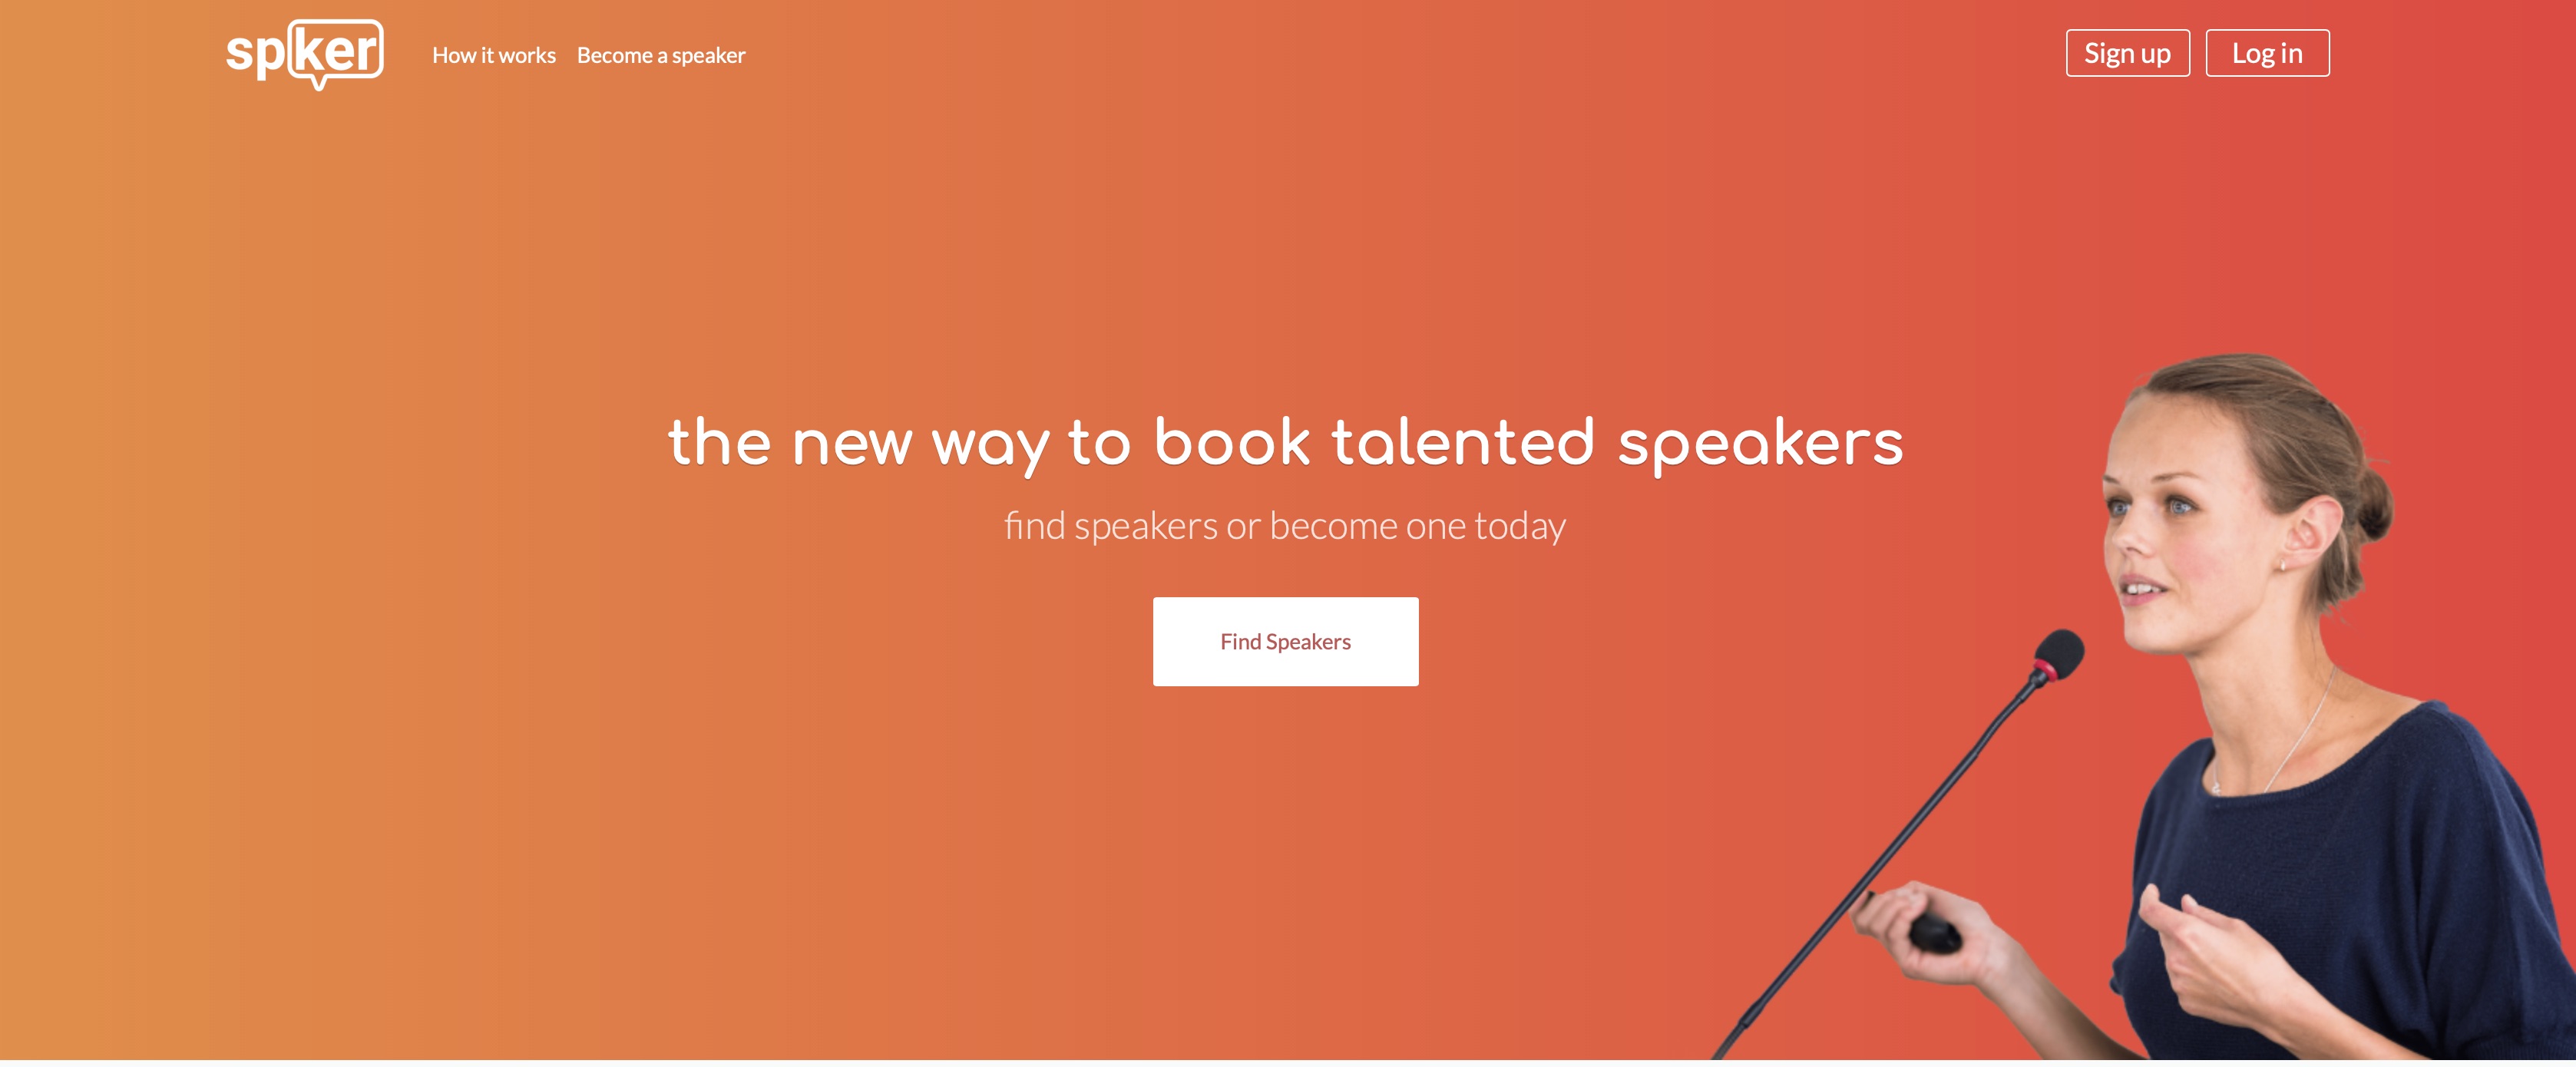 spker
How it works
Become a speaker
Sign up
Log in
the new way to book talented speakers
find speakers or become one today
Find Speakers